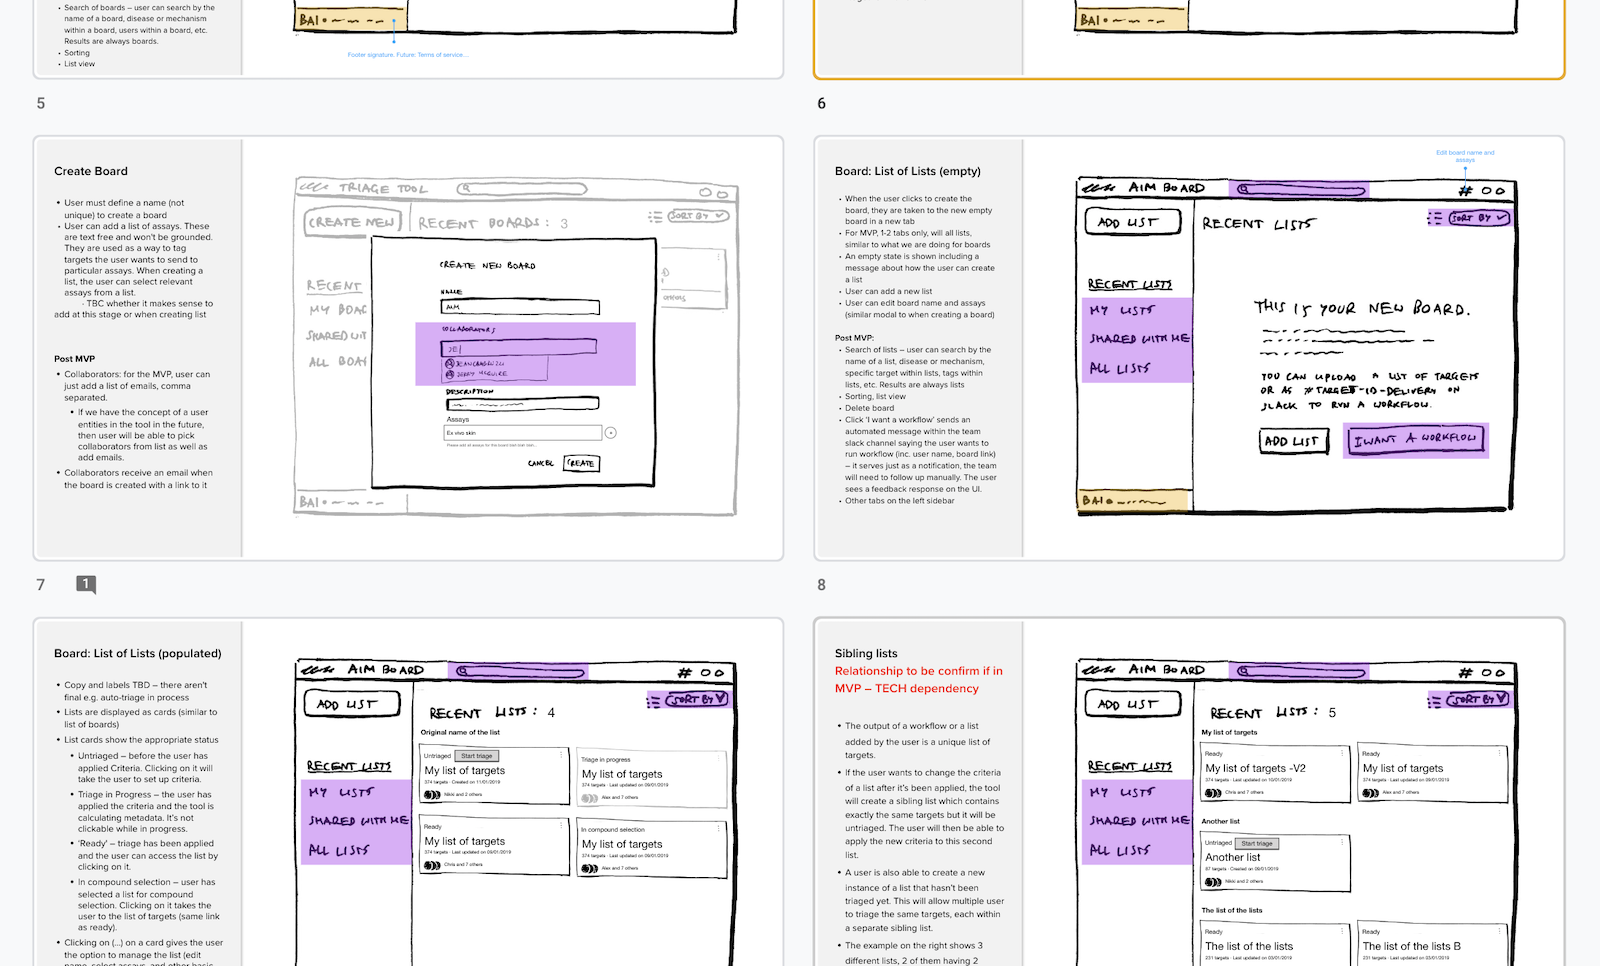 • Search of boards – user can search by the
name of a board, disease or mechanism
within a board, users within a board, etc.
Results are always boards.
• Sorting
• List view
BAI
Footer signature. Future: Terms of service...
BAI
5
6
Create Board
• User must define a name (not
unique) to create a board
• User can add a list of assays. These
are text free and won't be grounded.
They are used as a way to tag
targets the user wants to send to
particular assays. When creating a
list, the user can select relevant
assays from a list.
- TBC whether it makes sense to
add at this stage or when creating list
Post MVP
• Collaborators: for the MVP, user can
just add a list of emails, comma
separated.
• If we have the concept of a user
entities in the tool in the future,
then user will be able to pick
collaborators from list as well as
add emails.
• Collaborators receive an email when
the board is created with a link to it
TRIAGE TOOL
CREATE NEW
RECENT BOARDS: 3
SORT BY
RECENT
MY BOAR
SHARED WIT
ALL BOAR
CREATE NEW BOARD
NAME
AIM
COLLABORATORS
JE|
DESCRIPTION
Assays
Ex vivo skin
CANCEL
CREATE
BAI
Board: List of Lists (empty)
• When the user clicks to create the
board, they are taken to the new empty
board in a new tab
• For MVP, 1-2 tabs only, will all lists,
similar to what we are doing for boards
• An empty state is shown including a
message about how the user can create
a list
• User can add a new list
• User can edit board name and assays
(similar modal to when creating a board)
Post MVP:
• Search of lists – user can search by the
name of a list, disease or mechanism,
specific target within lists, tags within
lists, etc. Results are always lists
• Sorting, list view
• Delete board
• Click 'I want a workflow' sends an
automated message within the team
slack channel saying the user wants to
run workflow (inc. user name, board link)
– it serves just as a notification, the team
will need to follow up manually. The user
sees a feedback response on the UI.
• Other tabs on the left sidebar
Edit board name and
assays
AIM BOARD
#
ADD LIST
RECENT LISTS
SORT BY
RECENT LISTS
MY LISTS
SHARED WITH ME
ALL LISTS
THIS IS YOUR NEW BOARD.
YOU CAN UPLOAD A LIST OF TARGETS
OR AS #TARGET-ID-DELIVERY ON
SLACK TO RUN A WORKFLOW.
ADD LIST
I WANT A WORKFLOW
BAI
7
1
8
Board: List of Lists (populated)
• Copy and labels TBD – there aren't
final e.g. auto-triage in process
• Lists are displayed as cards (similar to
list of boards)
• List cards show the appropriate status
• Untriaged – before the user has
applied Criteria. Clicking on it will
take the user to set up criteria.
• Triage in Progress – the user has
applied the criteria and the tool is
calculating metadata. It's not
clickable while in progress.
• 'Ready' – triage has been applied
and the user can access the list by
clicking on it.
• In compound selection – user has
selected a list for compound
selection. Clicking on it takes the
user to the list of targets (same link
as ready).
• Clicking on (...) on a card gives the user
the option to manage the list (edit
name, select assays, and other basic
AIM BOARD
#
ADD LIST
RECENT LISTS: 4
SORT BY
RECENT LISTS
MY LISTS
SHARED WITH ME
ALL LISTS
Original name of the list
Untriaged
Start triage
My list of targets
374 targets · Created on 11/01/2019
Nikki and 2 others
Triage in progress
My list of targets
374 targets · Last updated on 09/01/2019
Alex and 7 others
Ready
My list of targets
374 targets · Last updated on 09/01/2019
Chris and 7 others
In compound selection
My list of targets
374 targets · Last updated on 09/01/2019
Alex and 7 others
Sibling lists
Relationship to be confirm if in
MVP – TECH dependency
• The output of a workflow or a list
added by the user is a unique list of
targets.
• If the user wants to change the criteria
of a list after it's been applied, the tool
will create a sibling list which contains
exactly the same targets but it will be
untriaged. The user will then be able to
apply the new criteria to this second
list.
• A user is also able to create a new
instance of a list that hasn't been
triaged yet. This will allow multiple user
to triage the same targets, each within
a separate sibling list.
• The example on the right shows 3
different lists, 2 of them having 2
AIM BOARD
#
ADD LIST
RECENT LISTS: 5
SORT BY
RECENT LISTS
MY LISTS
SHARED WITH ME
ALL LISTS
My list of targets
Ready
My list of targets -V2
374 targets · Last updated on 10/01/2019
Chris and 7 others
Ready
My list of targets
374 targets · Last updated on 09/01/2019
Alex and 7 others
Another list
Untriaged
Start triage
Another list
87 targets · Created on 09/01/2019
Nikki and 2 others
The list of the lists
Ready
The list of the lists
231 targets · Last updated on 03/01/2019
Ready
The list of the lists B
231 targets · Last updated on 03/01/2019